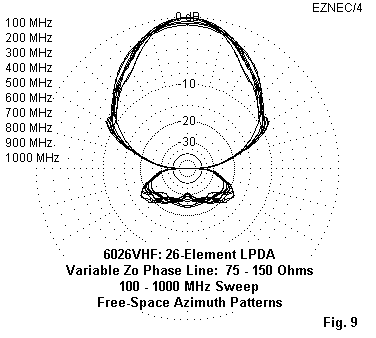 EZNEC/4
0 dB
100 MHz
200 MHz
300 MHz
400 MHz
500 MHz
600 MHz
700 MHz
800 MHz
900 MHz
1000 MHz
-10
-20
-30
6026VHF: 26-Element LPDA
Variable Zo Phase Line: 75 - 150 Ohms
100 - 1000 MHz Sweep
Free-Space Azimuth Patterns
Fig. 9